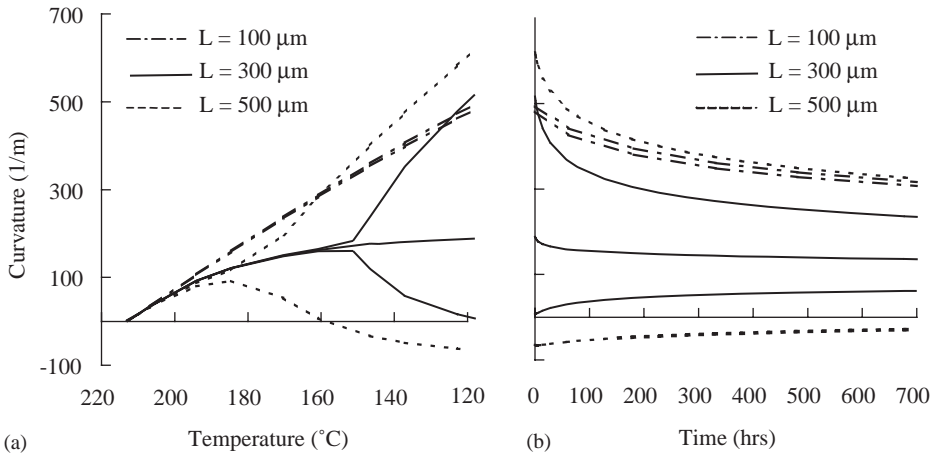 700
500
300
100
-100
Curvature (1/m)
L = 100 μm
L = 300 μm
L = 500 μm
220 200 180 160 140 120
(a) Temperature (˚C)
L = 100 μm
L = 300 μm
L = 500 μm
0 100 200 300 400 500 600 700
(b) Time (hrs)